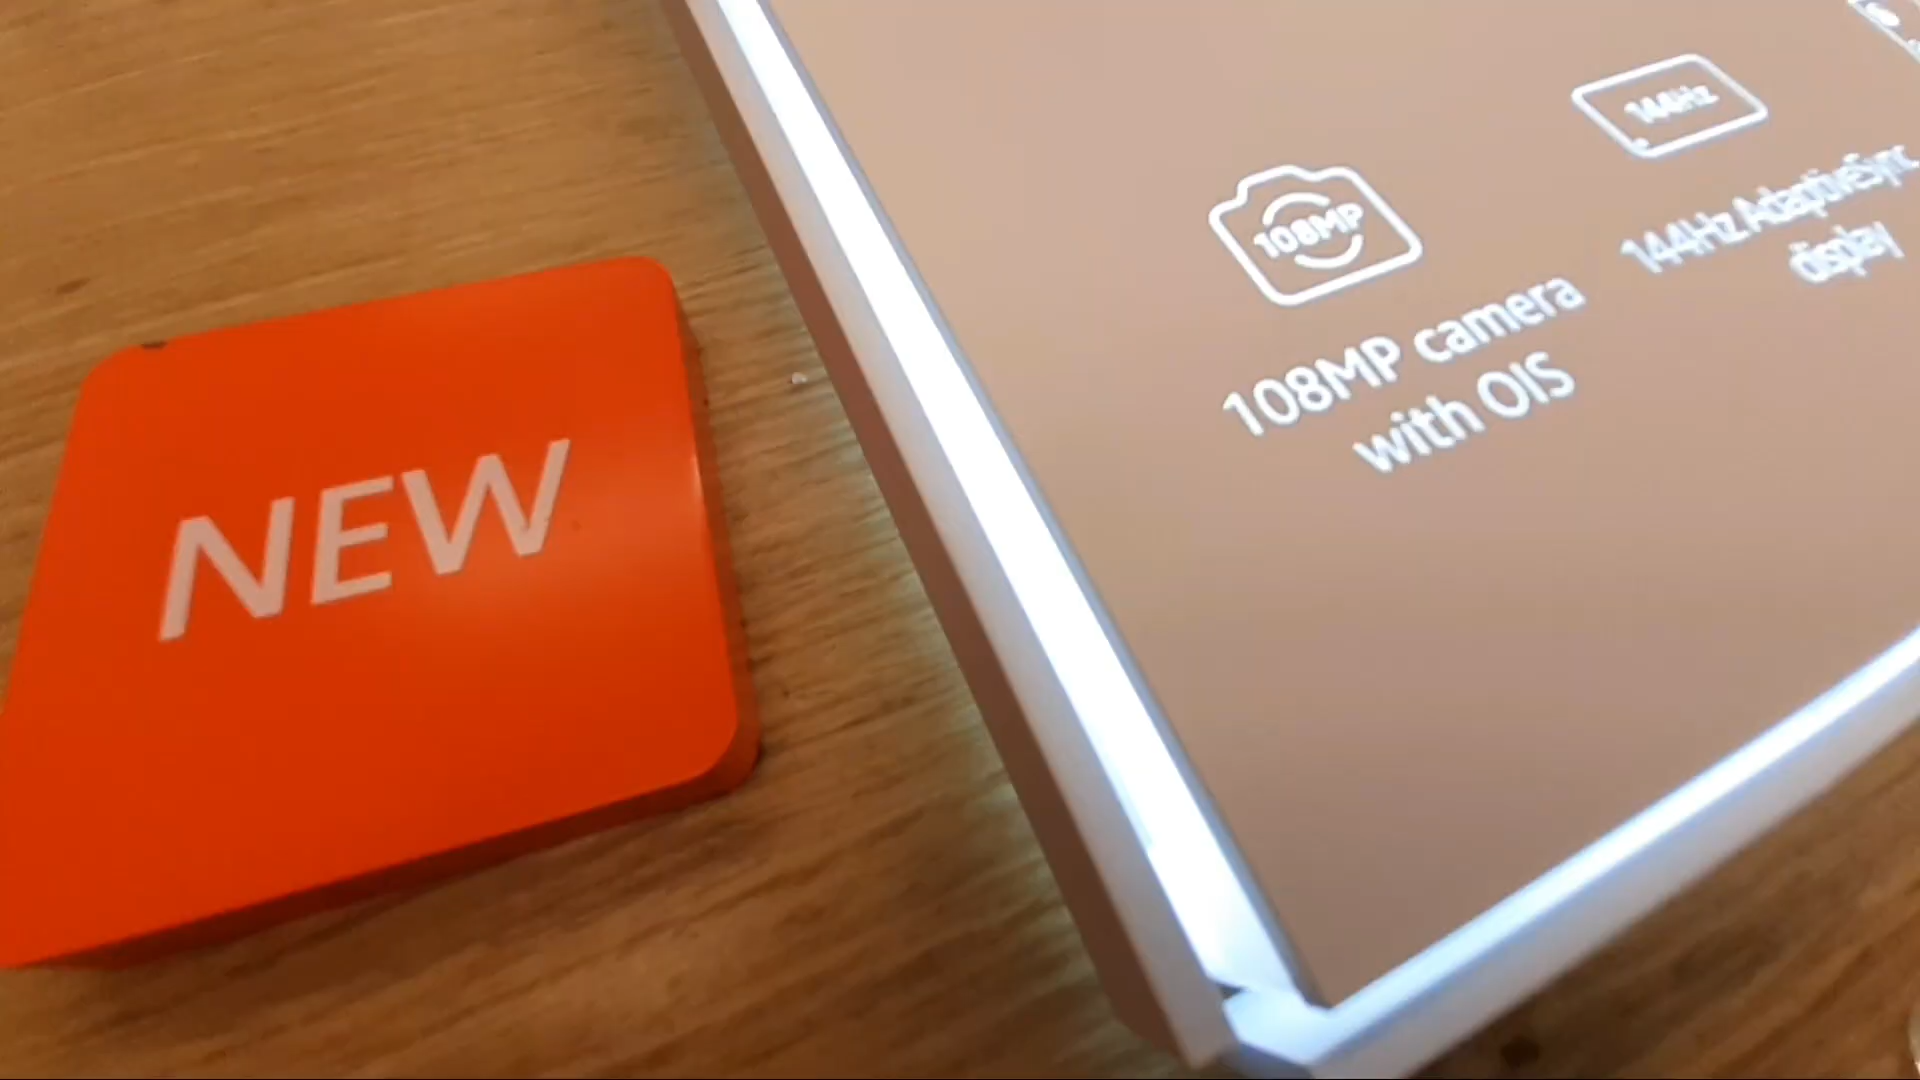 NEW
108MP
108MP camera
with OIS
144Hz
144Hz AdaptiveSync
display